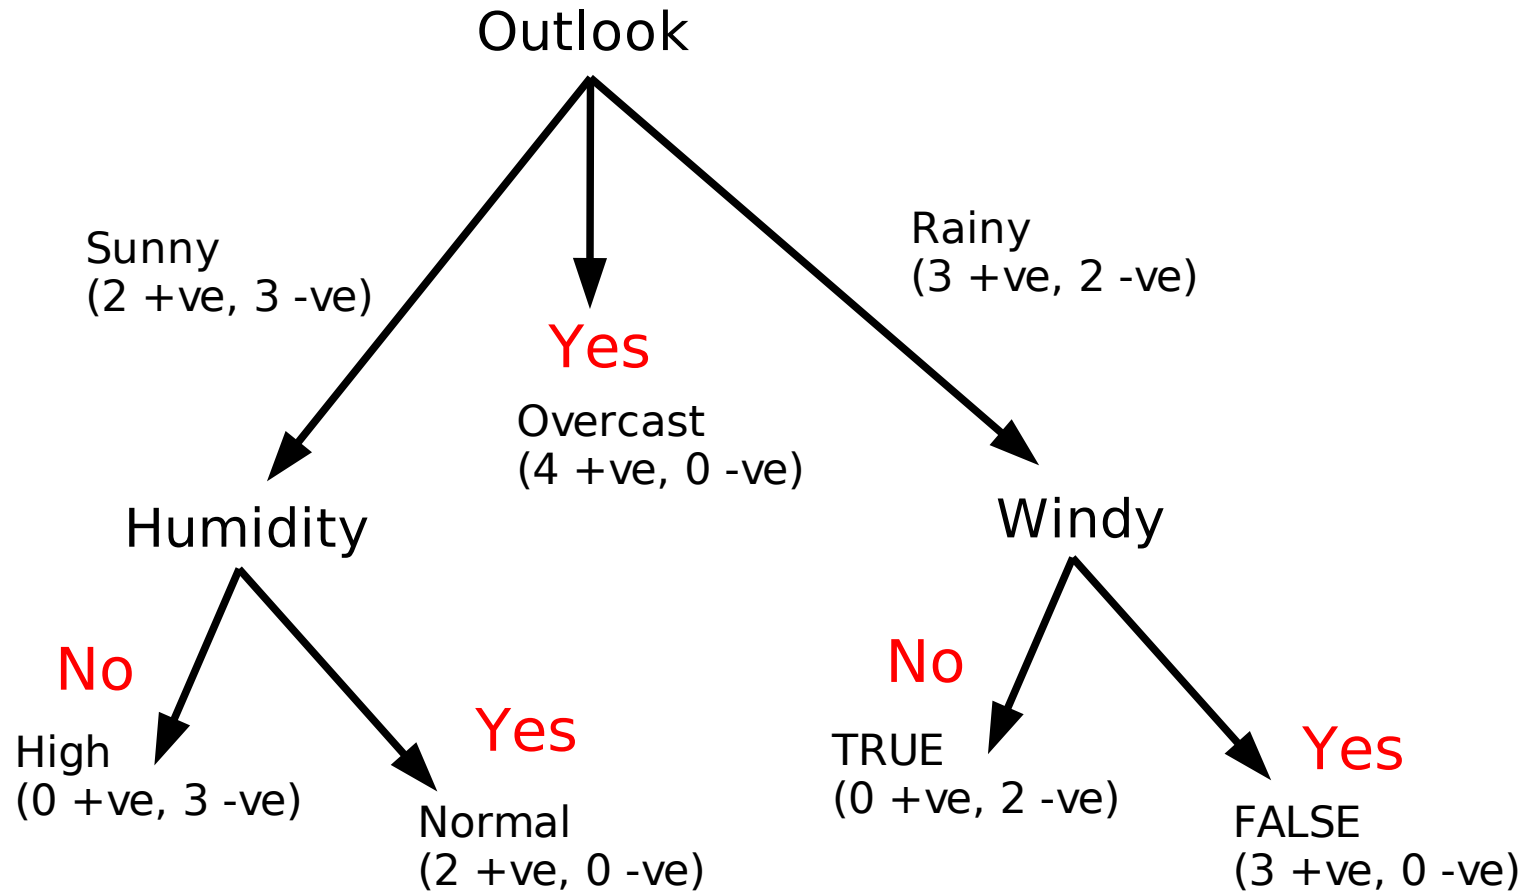 Outlook
Sunny
(2 +ve, 3 -ve)
Rainy
(3 +ve, 2 -ve)
Yes
Overcast
(4 +ve, 0 -ve)
Humidity
Windy
No
High
(0 +ve, 3 -ve)
Yes
Normal
(2 +ve, 0 -ve)
No
TRUE
(0 +ve, 2 -ve)
Yes
FALSE
(3 +ve, 0 -ve)